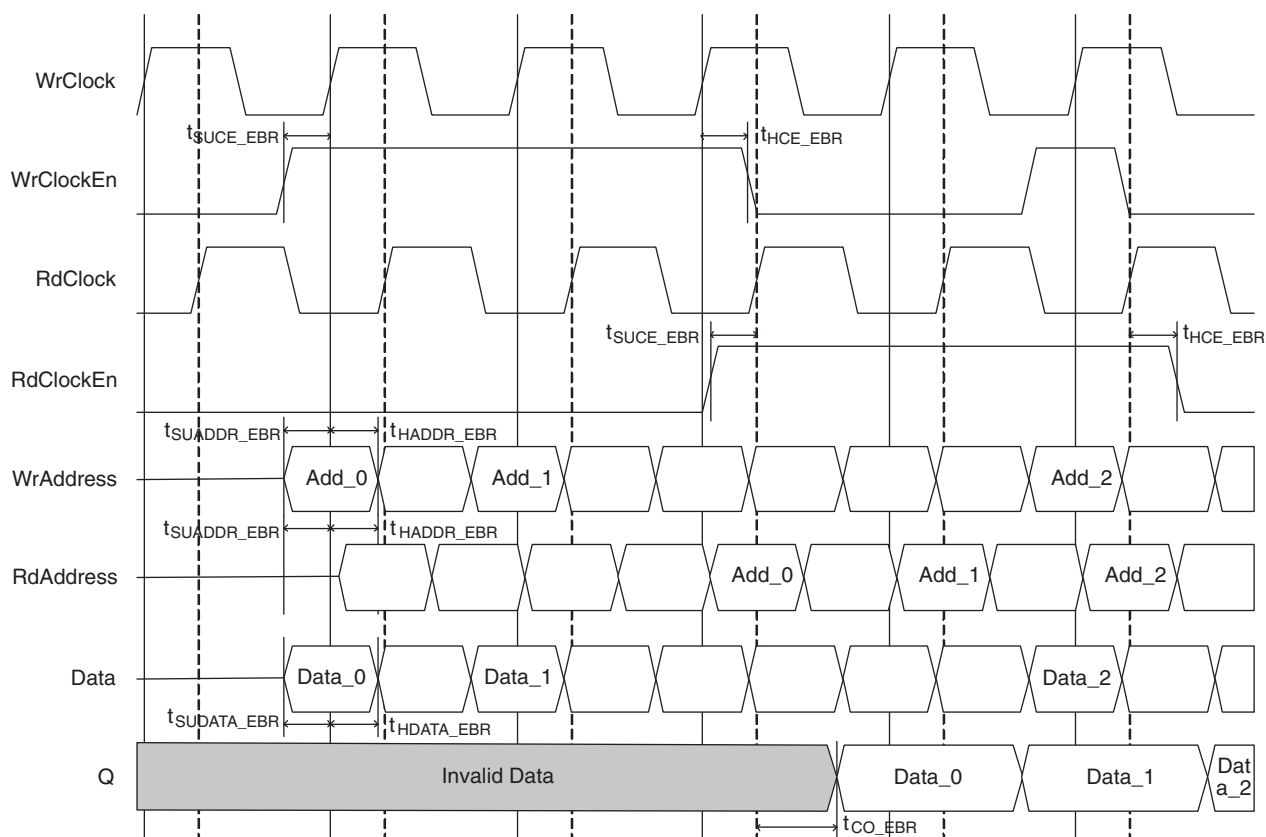 WrClock
tSUCE_EBR
tHCE_EBR
WrClockEn
RdClock
tSUCE_EBR
tHCE_EBR
RdClockEn
tSUADDR_EBR
tHADDR_EBR
WrAddress
Add_0
Add_1
Add_2
tSUADDR_EBR
tHADDR_EBR
RdAddress
Add_0
Add_1
Add_2
Data
Data_0
Data_1
Data_2
tSUDATA_EBR
tHDATA_EBR
Q
Invalid Data
Data_0
Data_1
Dat
a_2
tCO_EBR